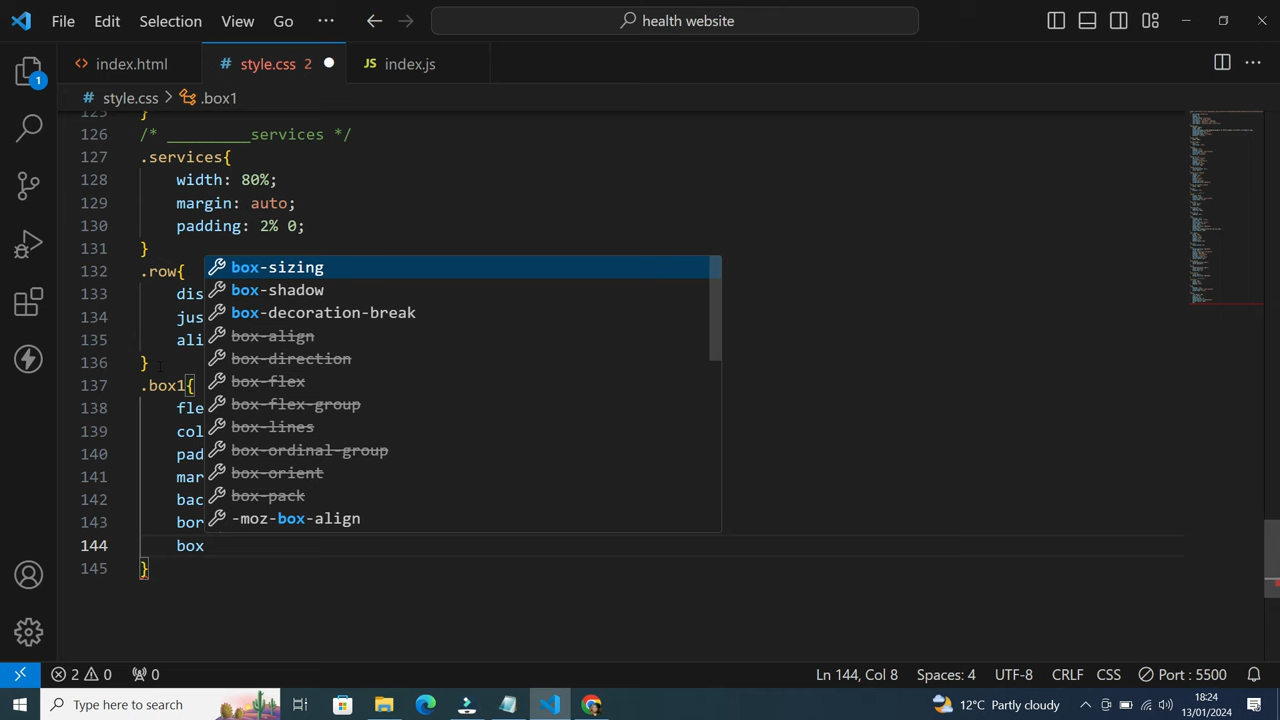 File Edit Selection View Go ··· health website
index.html # style.css 2 JS index.js
# style.css > .box1
125 }
126 /* _________services */
127 .services{
128 width: 80%;
129 margin: auto;
130 padding: 2% 0;
131 }
132 .row{
133 dis
134 jus
135 ali
136 }
137 .box1{
138 fle
139 col
140 pad
141 mar
142 bac
143 bor
144 box
145 }
box-sizing
box-shadow
box-decoration-break
box-align
box-direction
box-flex
box-flex-group
box-lines
box-ordinal-group
box-orient
box-pack
-moz-box-align
1
2 0 0 Ln 144, Col 8 Spaces: 4 UTF-8 CRLF CSS Port : 5500
Type here to search 12°C Partly cloudy 18:24
13/01/2024